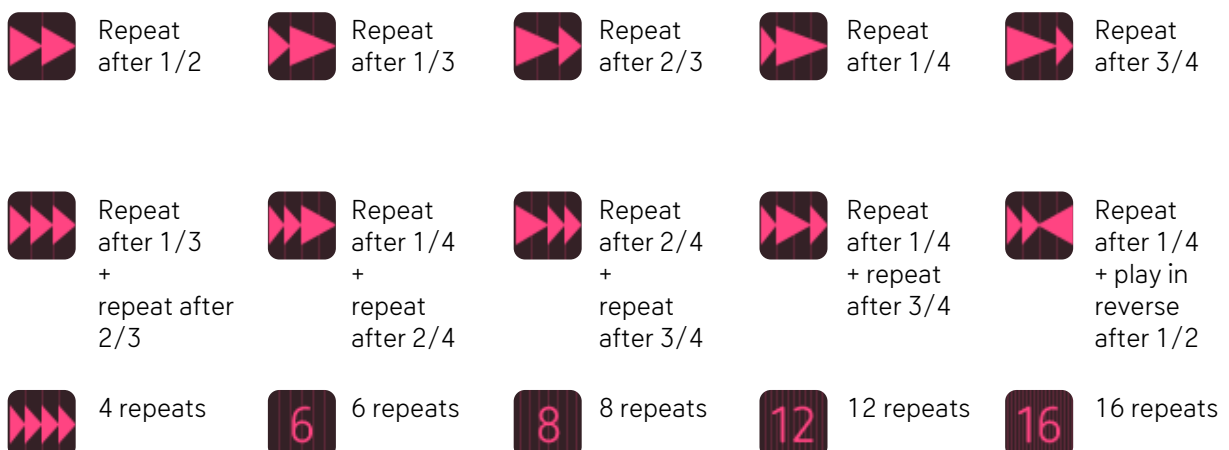 Repeat
after 1/2
Repeat
after 1/3
Repeat
after 2/3
Repeat
after 1/4
Repeat
after 3/4
Repeat
after 1/3
+
repeat after
2/3
Repeat
after 1/4
+
repeat
after 2/4
Repeat
after 2/4
+
repeat
after 3/4
Repeat
after 1/4
+ repeat
after 3/4
Repeat
after 1/4
+ play in
reverse
after 1/2
4 repeats
6
6 repeats
8
8 repeats
12
12 repeats
16
16 repeats